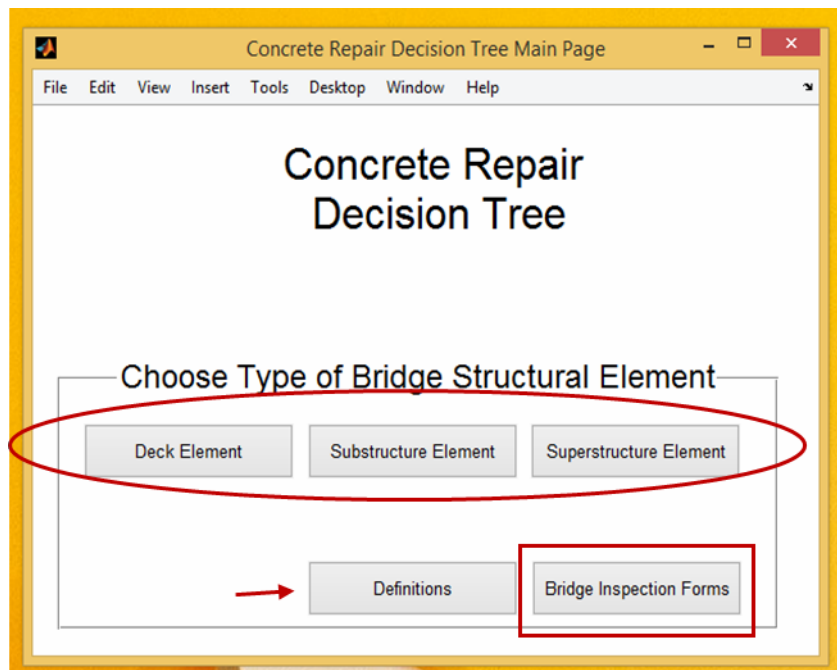 Concrete Repair Decision Tree Main Page
File Edit View Insert Tools Desktop Window Help
Concrete Repair
Decision Tree
Choose Type of Bridge Structural Element
Deck Element Substructure Element Superstructure Element
Definitions Bridge Inspection Forms